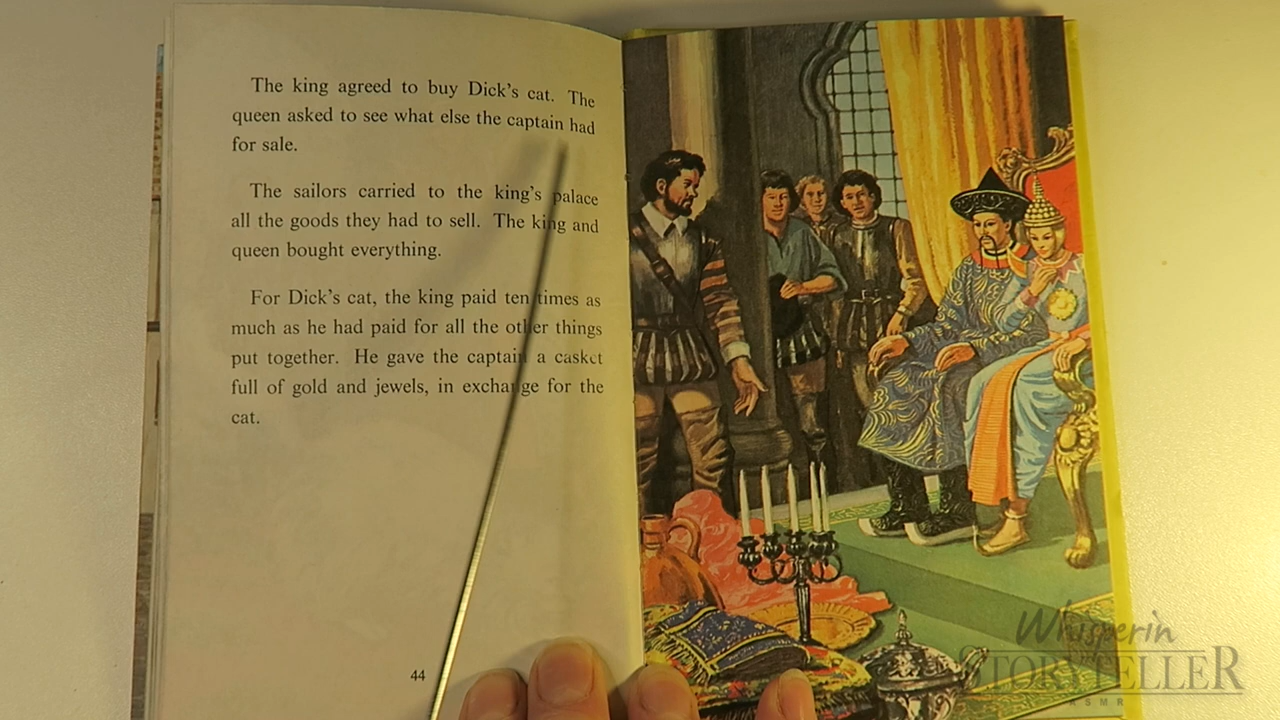 The king agreed to buy Dick's cat. The
queen asked to see what else the captain had
for sale.
The sailors carried to the king's palace
all the goods they had to sell. The king and
queen bought everything.
For Dick's cat, the king paid ten times as
much as he had paid for all the other things
put together. He gave the captain a casket
full of gold and jewels, in exchange for the
cat.
44
Whisperin
STORYTELLER
ASMR